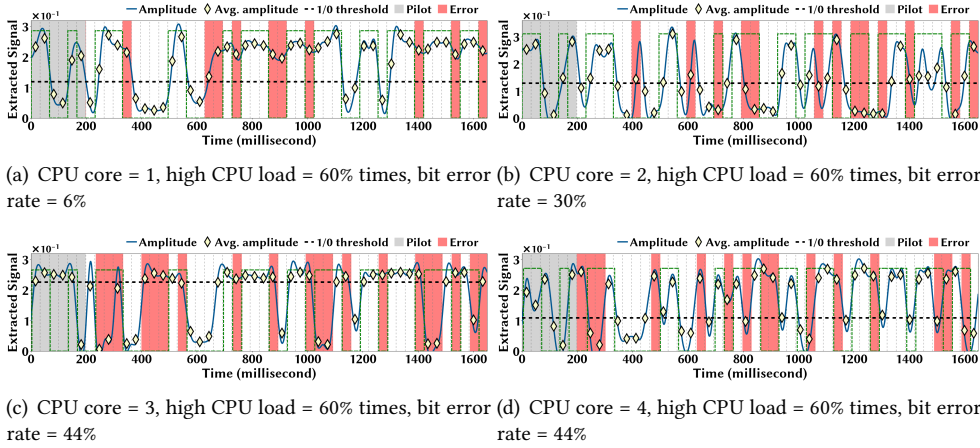 Amplitude Avg. amplitude 1/0 threshold Pilot Error
×10⁻¹
Extracted Signal
3
2
1
0
0 200 400 600 800 1000 1200 1400 1600
Time (millisecond)
(a) CPU core = 1, high CPU load = 60% times, bit error
rate = 6%
Amplitude Avg. amplitude 1/0 threshold Pilot Error
×10⁻¹
Extracted Signal
3
2
1
0
0 200 400 600 800 1000 1200 1400 1600
Time (millisecond)
(b) CPU core = 2, high CPU load = 60% times, bit error
rate = 30%
Amplitude Avg. amplitude 1/0 threshold Pilot Error
×10⁻¹
Extracted Signal
3
2
1
0
0 200 400 600 800 1000 1200 1400 1600
Time (millisecond)
(c) CPU core = 3, high CPU load = 60% times, bit error
rate = 44%
Amplitude Avg. amplitude 1/0 threshold Pilot Error
×10⁻¹
Extracted Signal
3
2
1
0
0 200 400 600 800 1000 1200 1400 1600
Time (millisecond)
(d) CPU core = 4, high CPU load = 60% times, bit error
rate = 44%